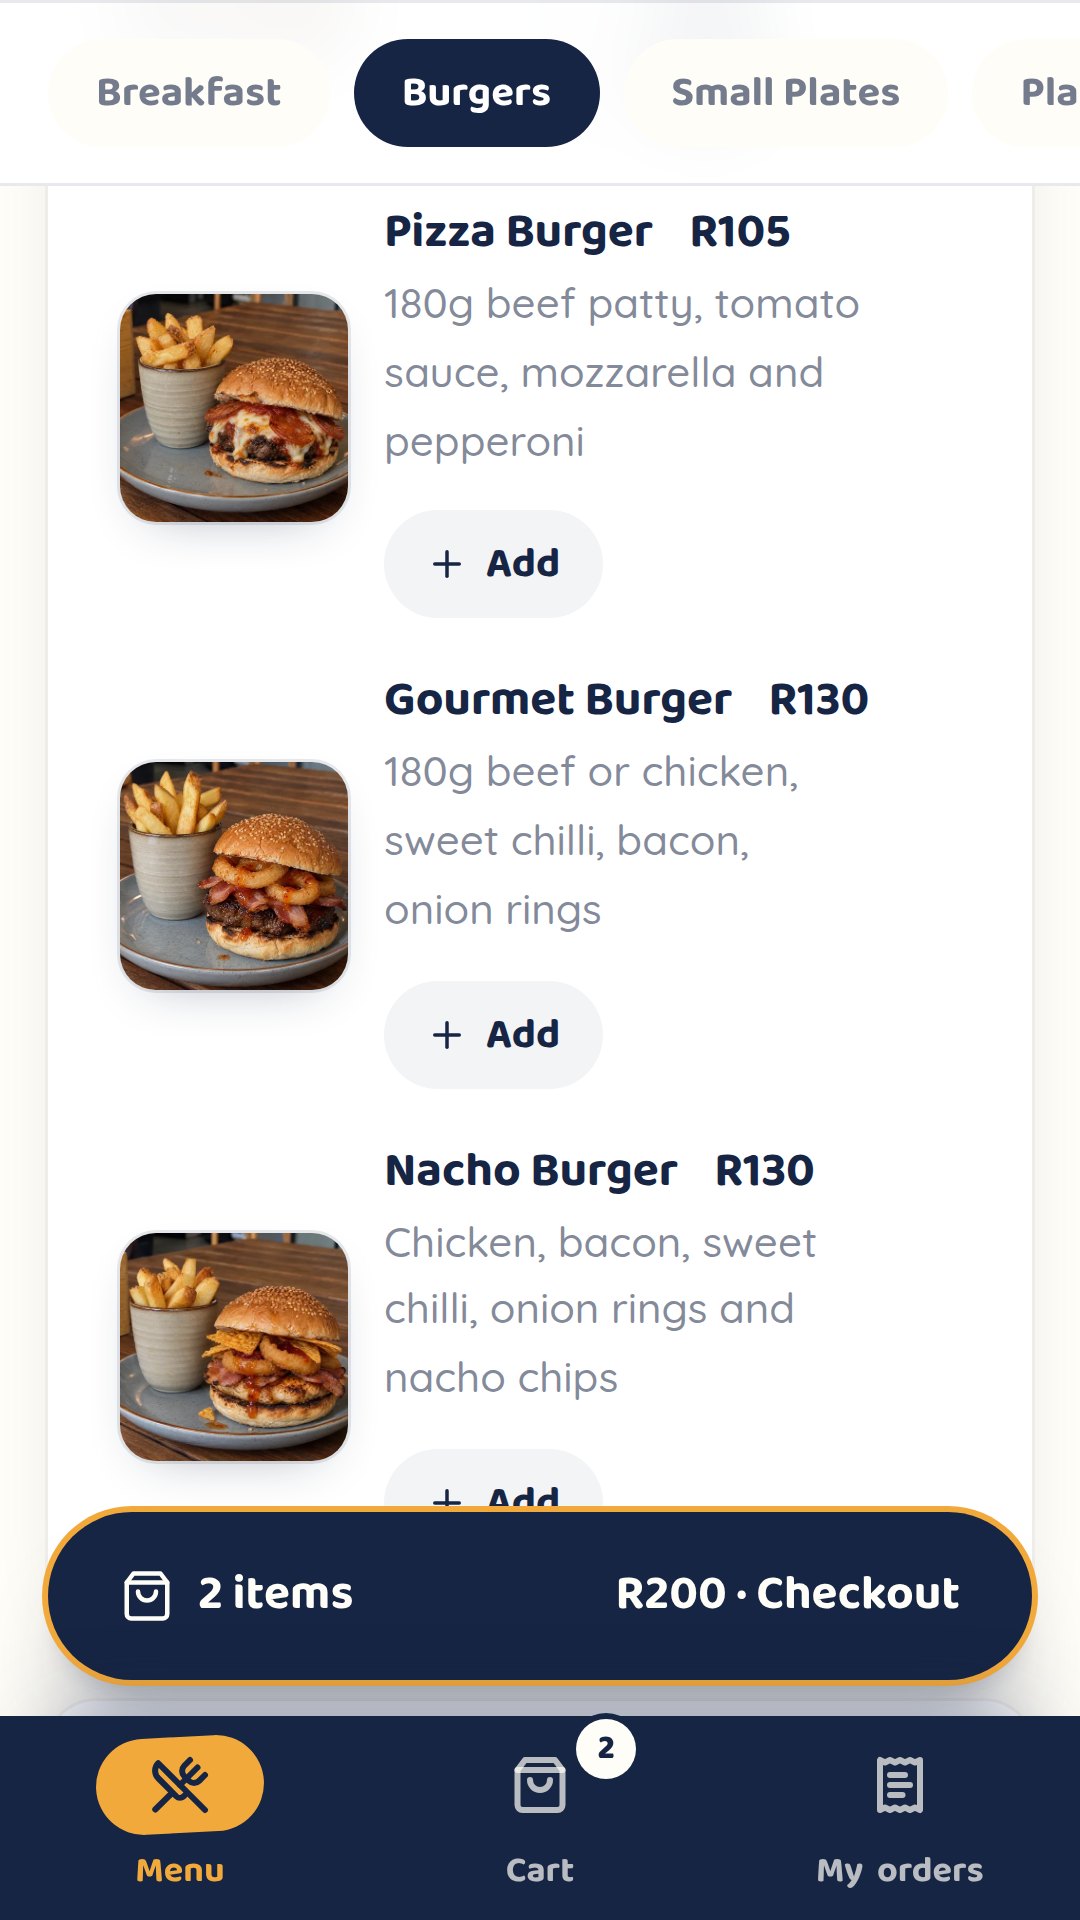 Breakfast Burgers Small Plates Pla
Pizza Burger R105
180g beef patty, tomato
sauce, mozzarella and
pepperoni
+ Add
Gourmet Burger R130
180g beef or chicken,
sweet chilli, bacon,
onion rings
+ Add
Nacho Burger R130
Chicken, bacon, sweet
chilli, onion rings and
nacho chips
+ Add
2 items R200 · Checkout
2
Menu Cart My orders